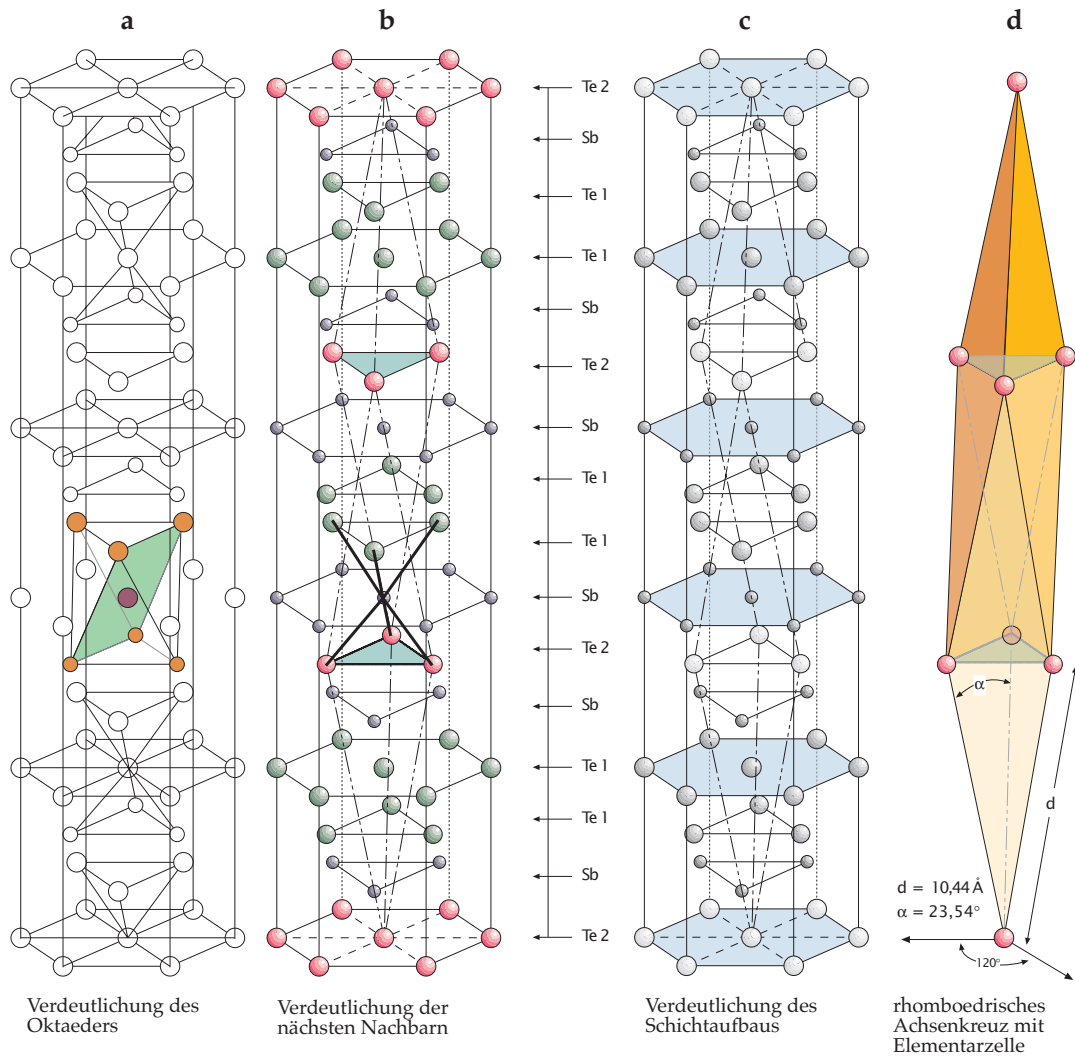 a
b
c
d
Te 2
Sb
Te 1
Te 1
Sb
Te 2
Sb
Te 1
Te 1
Sb
Te 2
Sb
Te 1
Te 1
Sb
Te 2
α
d
d = 10,44 Å
α = 23,54°
120°
Verdeutlichung des
Oktaeders
Verdeutlichung der
nächsten Nachbarn
Verdeutlichung des
Schichtaufbaus
rhomboedrisches
Achsenkreuz mit
Elementarzelle